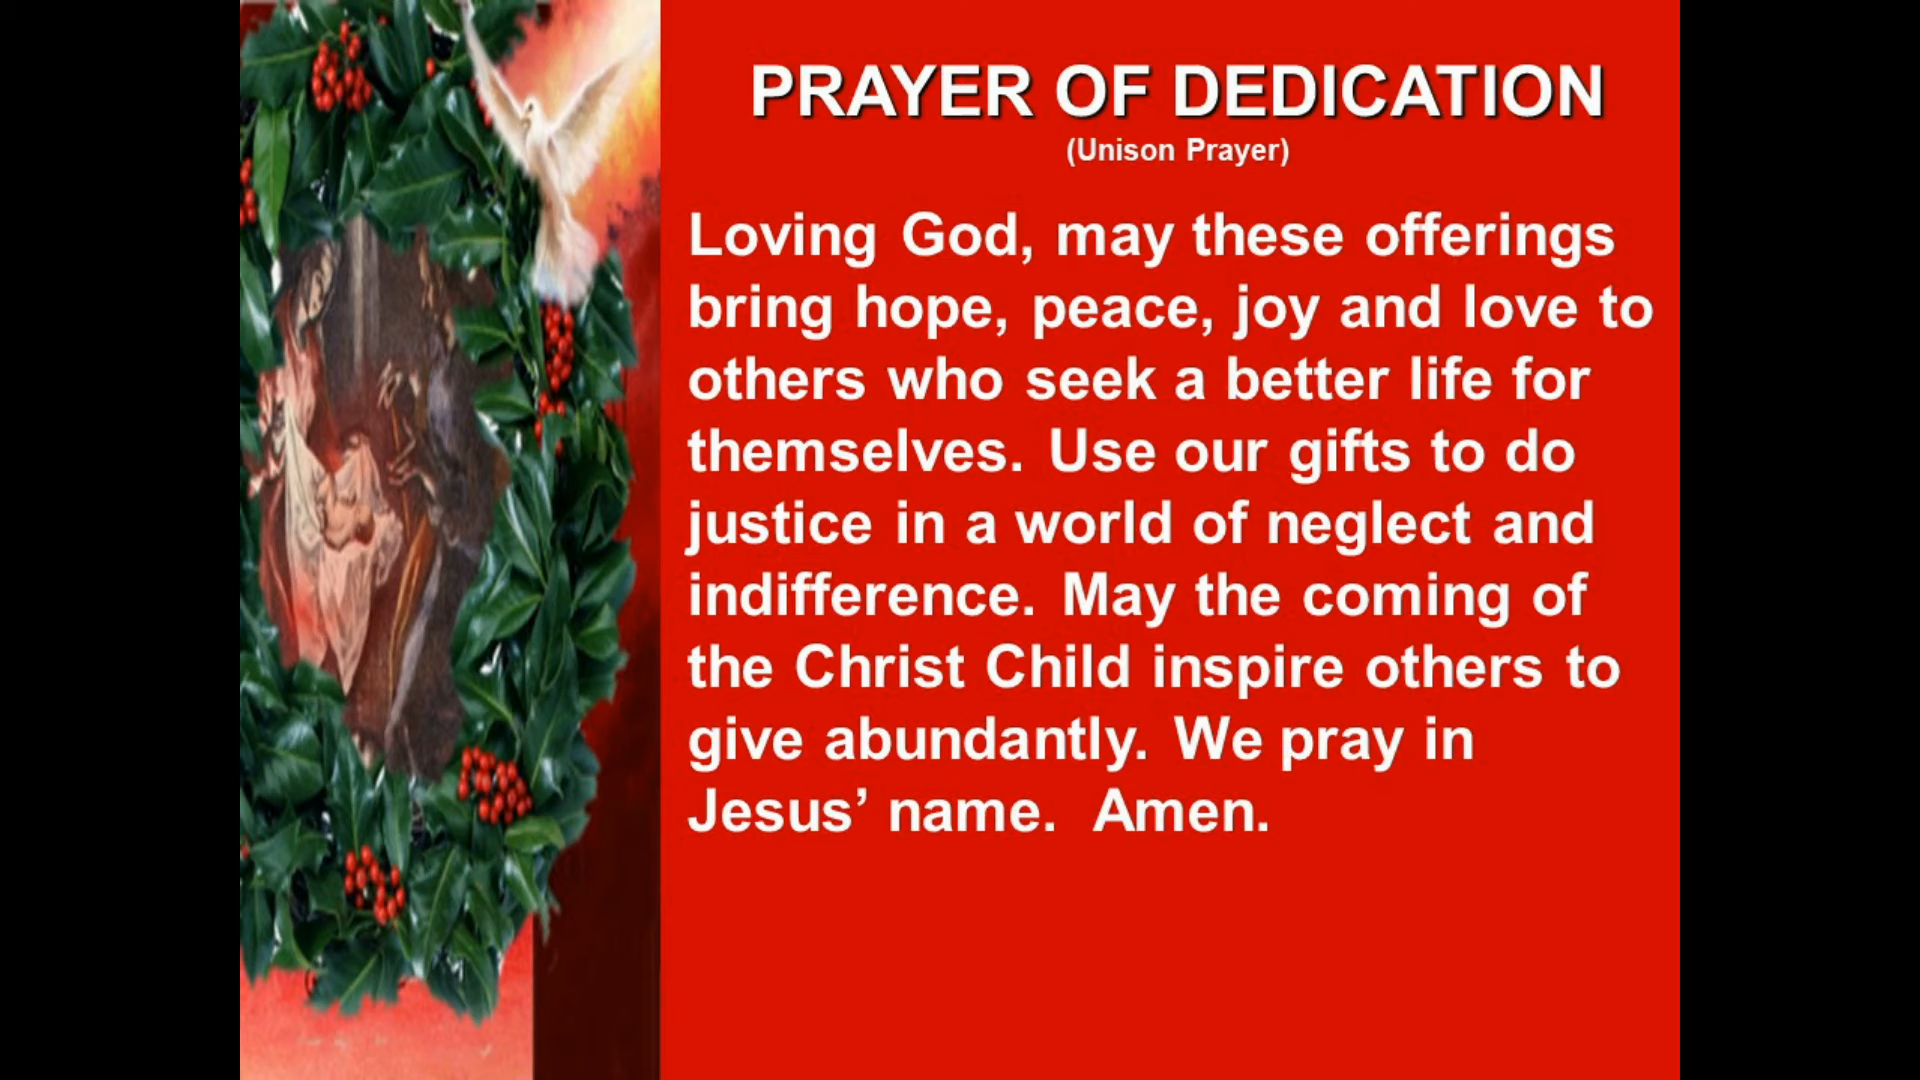 PRAYER OF DEDICATION
(Unison Prayer)
Loving God, may these offerings
bring hope, peace, joy and love to
others who seek a better life for
themselves. Use our gifts to do
justice in a world of neglect and
indifference. May the coming of
the Christ Child inspire others to
give abundantly. We pray in
Jesus’ name. Amen.